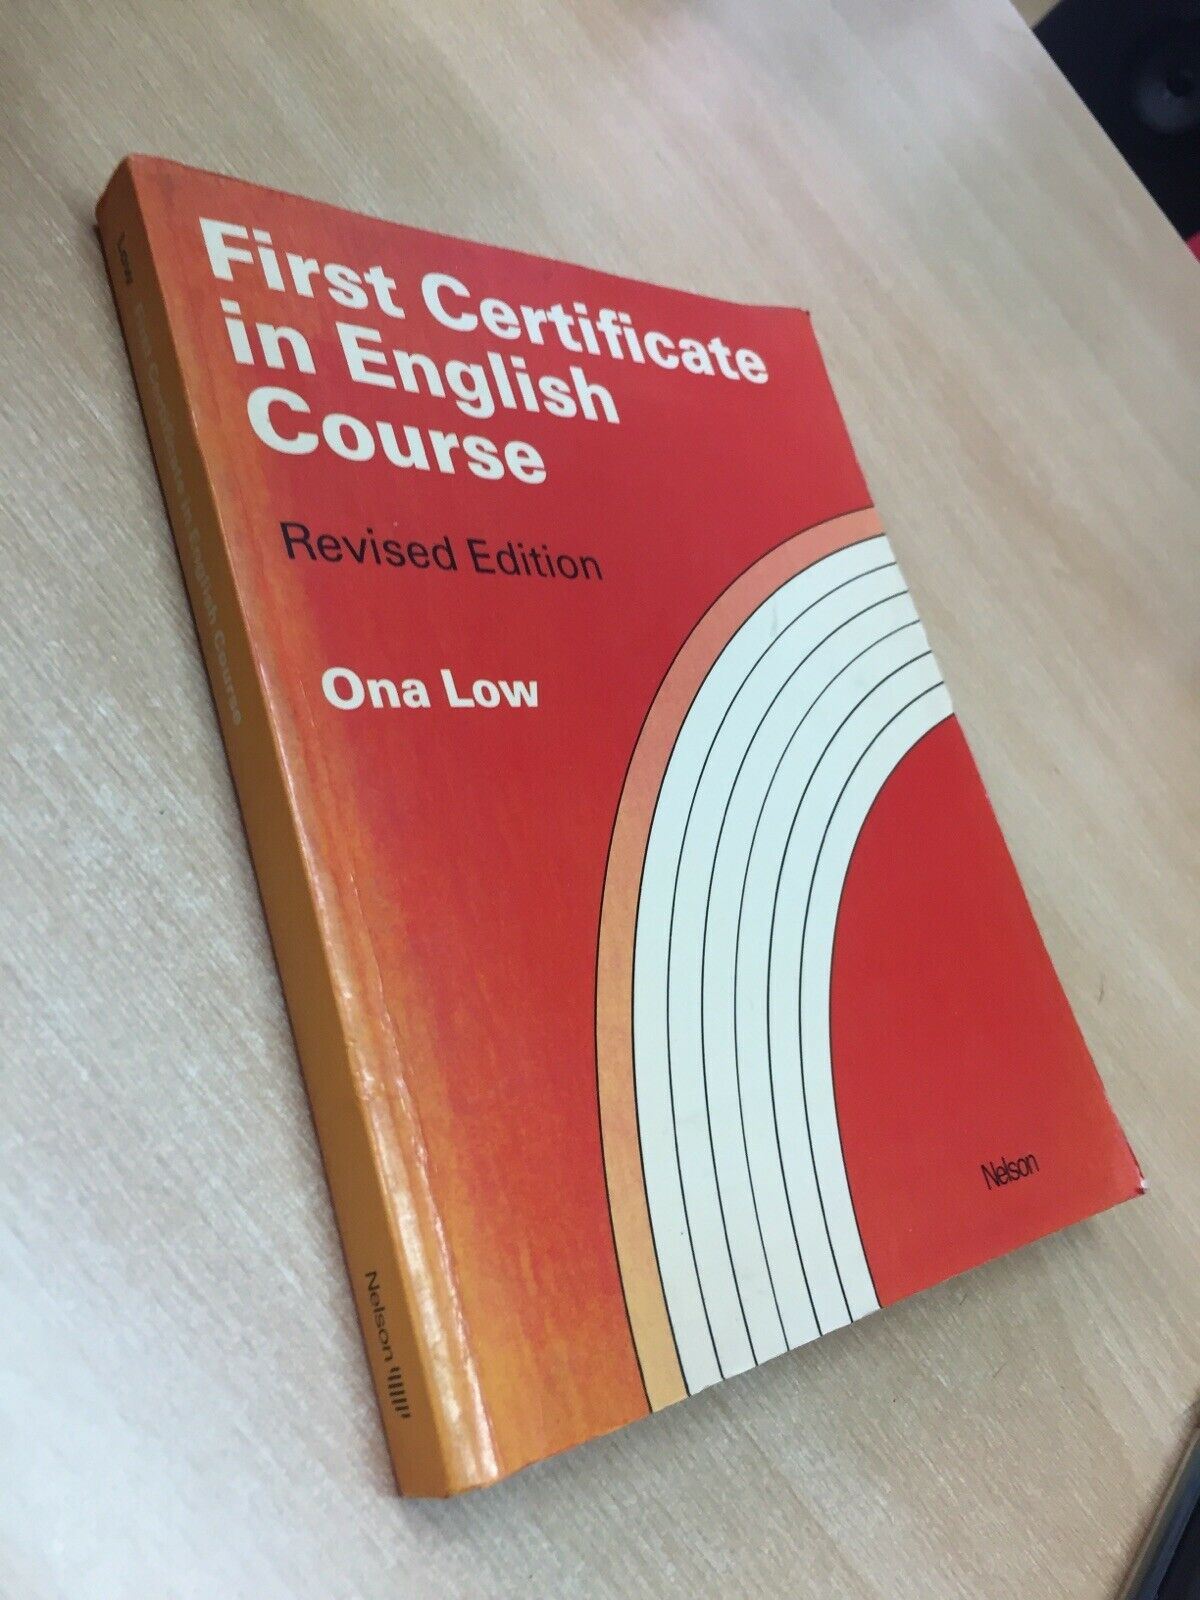 First Certificate
in English
Course
Revised Edition
Ona Low
Nelson
Low First Certificate in English Course
Nelson